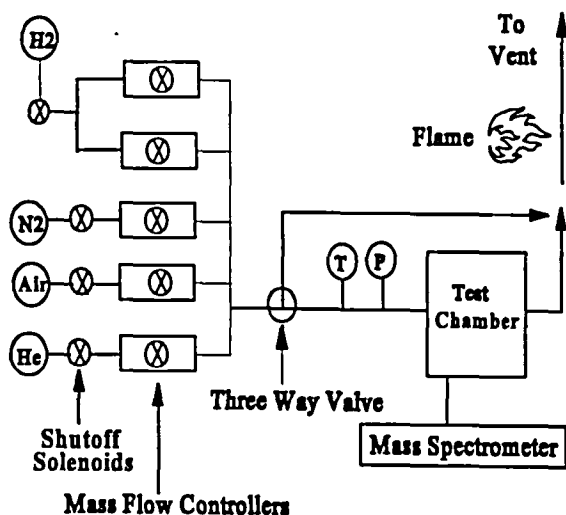 H2
To
Vent
Flame
N2
T
P
Air
Test
Chamber
He
Three Way Valve
Shutoff
Solenoids
Mass Spectrometer
Mass Flow Controllers